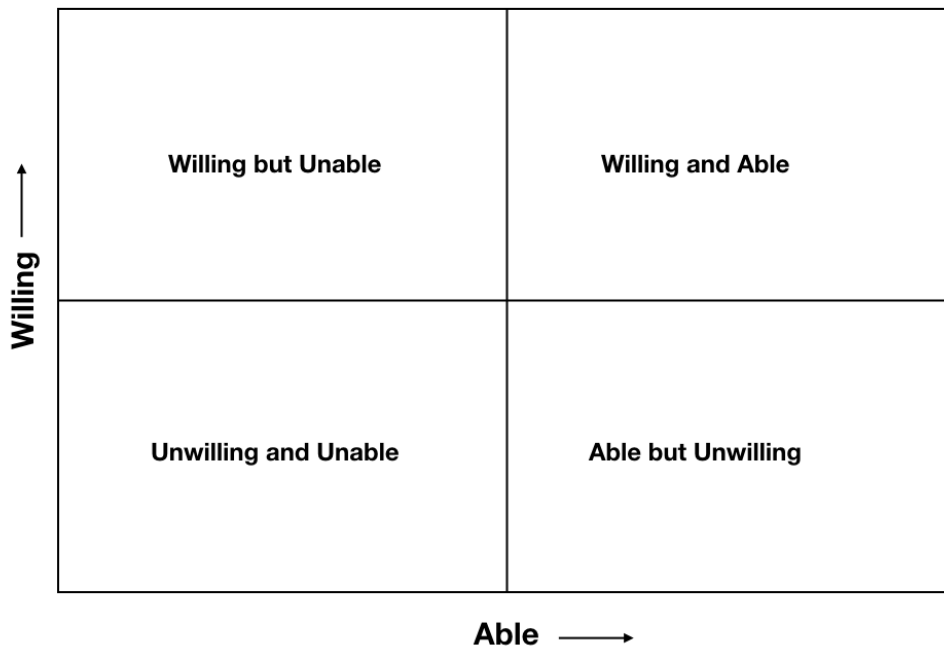 Willing but Unable
Willing and Able
Willing
Unwilling and Unable
Able but Unwilling
Able